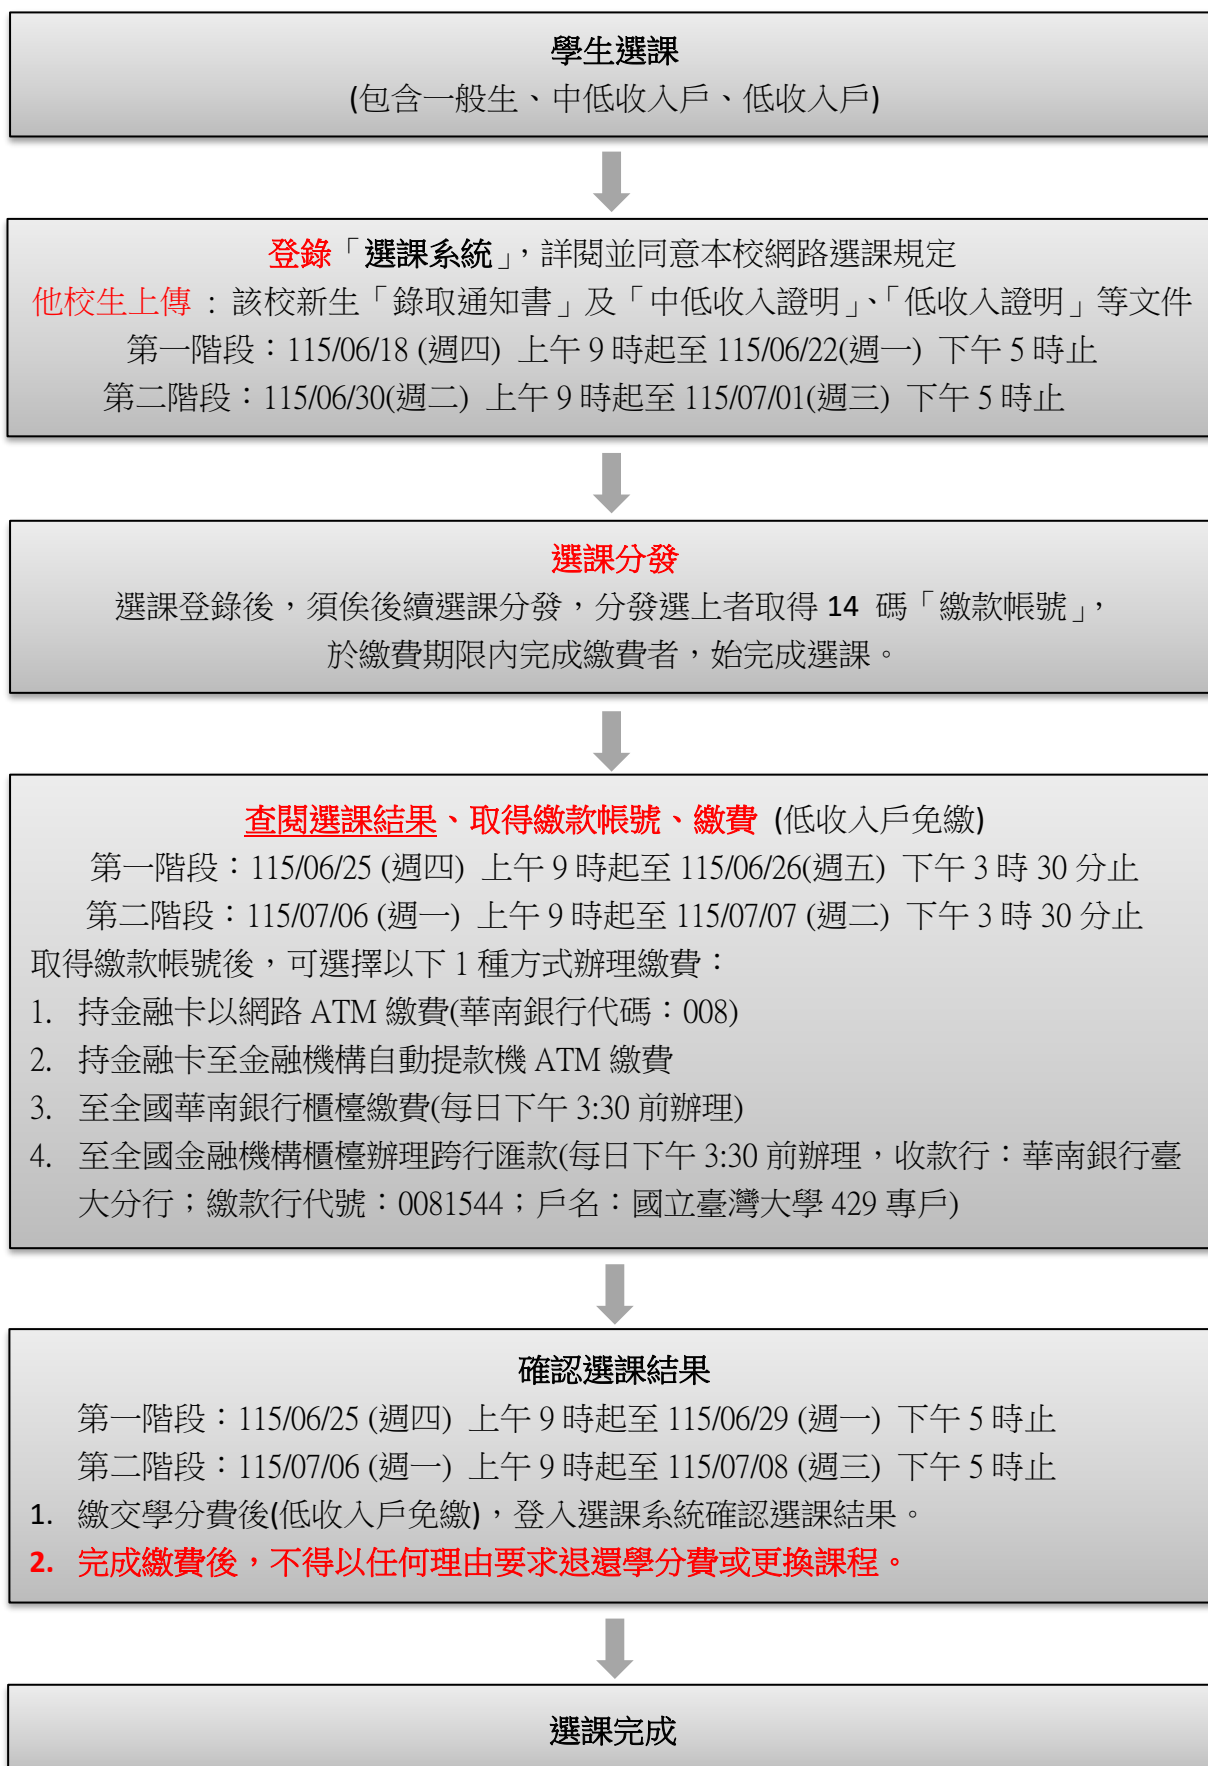 學生選課
(包含一般生、中低收入戶、低收入戶)
登錄「選課系統」，詳閱並同意本校網路選課規定
他校生上傳：該校新生「錄取通知書」及「中低收入證明」、「低收入證明」等文件
第一階段：115/06/18 (週四) 上午 9 時起至 115/06/22(週一) 下午 5 時止
第二階段：115/06/30(週二) 上午 9 時起至 115/07/01(週三) 下午 5 時止
選課分發
選課登錄後，須俟後續選課分發，分發選上者取得 14 碼「繳款帳號」，
於繳費期限內完成繳費者，始完成選課。
查閱選課結果、取得繳款帳號、繳費 (低收入戶免繳)
第一階段：115/06/25 (週四) 上午 9 時起至 115/06/26(週五) 下午 3 時 30 分止
第二階段：115/07/06 (週一) 上午 9 時起至 115/07/07 (週二) 下午 3 時 30 分止
取得繳款帳號後，可選擇以下 1 種方式辦理繳費：
1. 持金融卡以網路 ATM 繳費(華南銀行代碼：008)
2. 持金融卡至金融機構自動提款機 ATM 繳費
3. 至全國華南銀行櫃檯繳費(每日下午 3:30 前辦理)
4. 至全國金融機構櫃檯辦理跨行匯款(每日下午 3:30 前辦理，收款行：華南銀行臺
大分行；繳款行代號：0081544；戶名：國立臺灣大學 429 專戶)
確認選課結果
第一階段：115/06/25 (週四) 上午 9 時起至 115/06/29 (週一) 下午 5 時止
第二階段：115/07/06 (週一) 上午 9 時起至 115/07/08 (週三) 下午 5 時止
1. 繳交學分費後(低收入戶免繳)，登入選課系統確認選課結果。
2. 完成繳費後，不得以任何理由要求退還學分費或更換課程。
選課完成